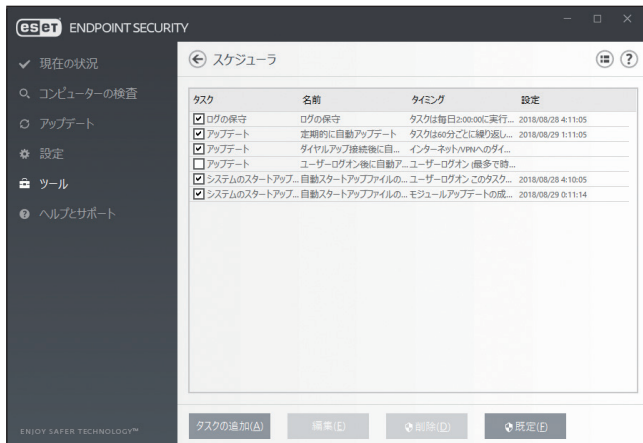 eset ENDPOINT SECURITY
現在の状況
コンピューターの検査
アップデート
設定
ツール
ヘルプとサポート
ENJOY SAFER TECHNOLOGY™
スケジューラ
タスク 名前 タイミング 設定
ログの保守 ログの保守 タスクは毎日2:00:00に実行... 2018/08/28 4:11:05
アップデート 定期的に自動アップデート タスクは60分ごとに繰り返し... 2018/08/29 1:11:05
アップデート ダイヤルアップ接続後に自... インターネット/VPNへのダイ...
アップデート ユーザーログオン後に自動ア... ユーザーログオン (最多で時...
システムのスタートアップ... 自動スタートアップファイルの... ユーザーログオン このタスク... 2018/08/28 4:10:05
システムのスタートアップ... 自動スタートアップファイルの... モジュールアップデートの成... 2018/08/29 0:11:14
タスクの追加(A) 編集(E) 削除(D) 既定(F)